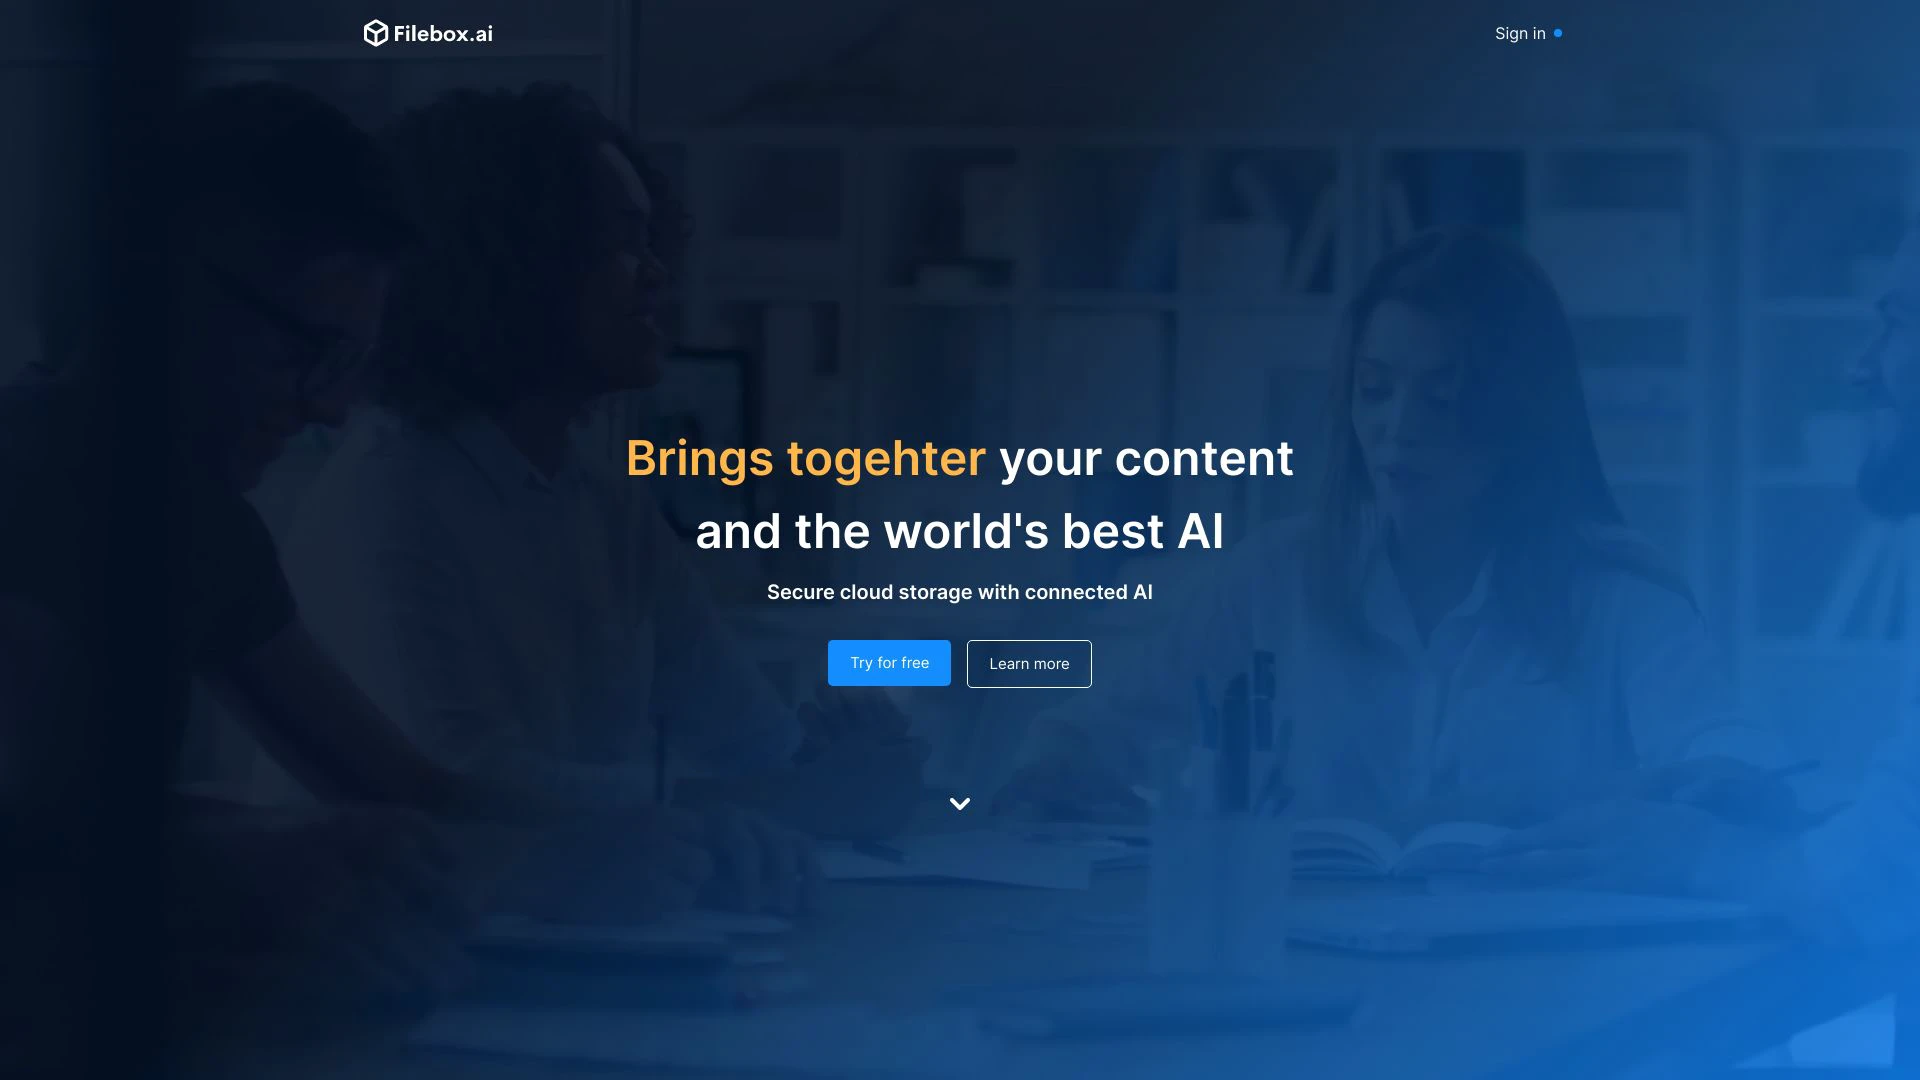 Filebox.ai
Sign in
Brings togehter your content
and the world's best AI
Secure cloud storage with connected AI
Try for free
Learn more